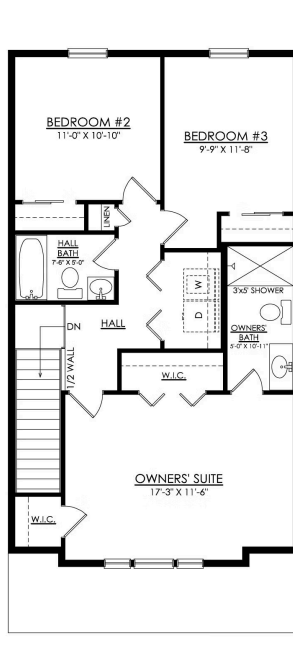 BEDROOM #2
11'-0" X 10'-10"
BEDROOM #3
9'-9" X 11'-8"
LINEN
HALL
BATH
7'-6" X 5'-0"
W
D
3'x5' SHOWER
DN
HALL
1/2 WALL
OWNERS'
BATH
5'-0" X 10'-11"
W.I.C.
OWNERS' SUITE
17'-3" X 11'-6"
W.I.C.